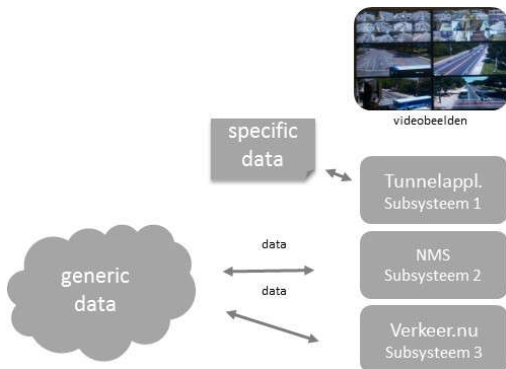 videobeelden
specific
data
Tunnelappl.
Subsysteem 1
data
NMS
Subsysteem 2
generic
data
data
Verkeer.nu
Subsysteem 3